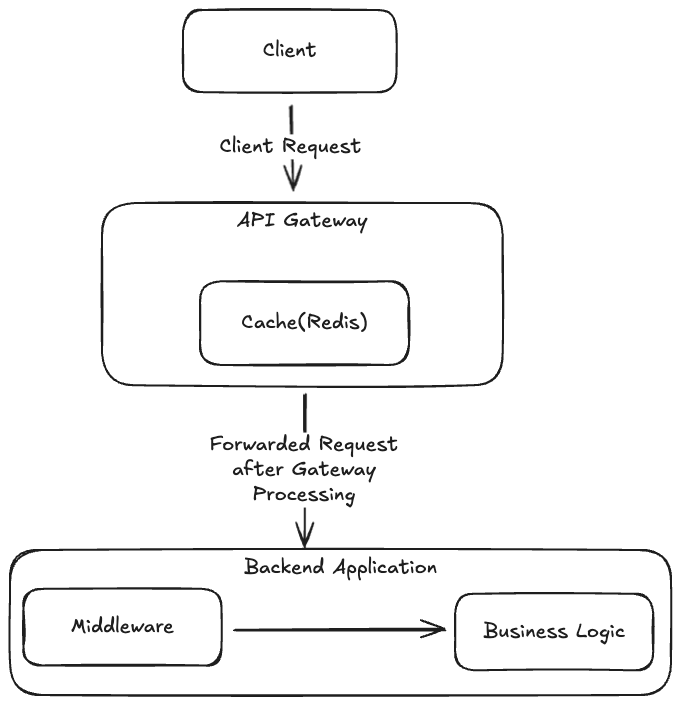 Client
Client Request
API Gateway
Cache(Redis)
Forwarded Request
after Gateway
Processing
Backend Application
Middleware
Business Logic